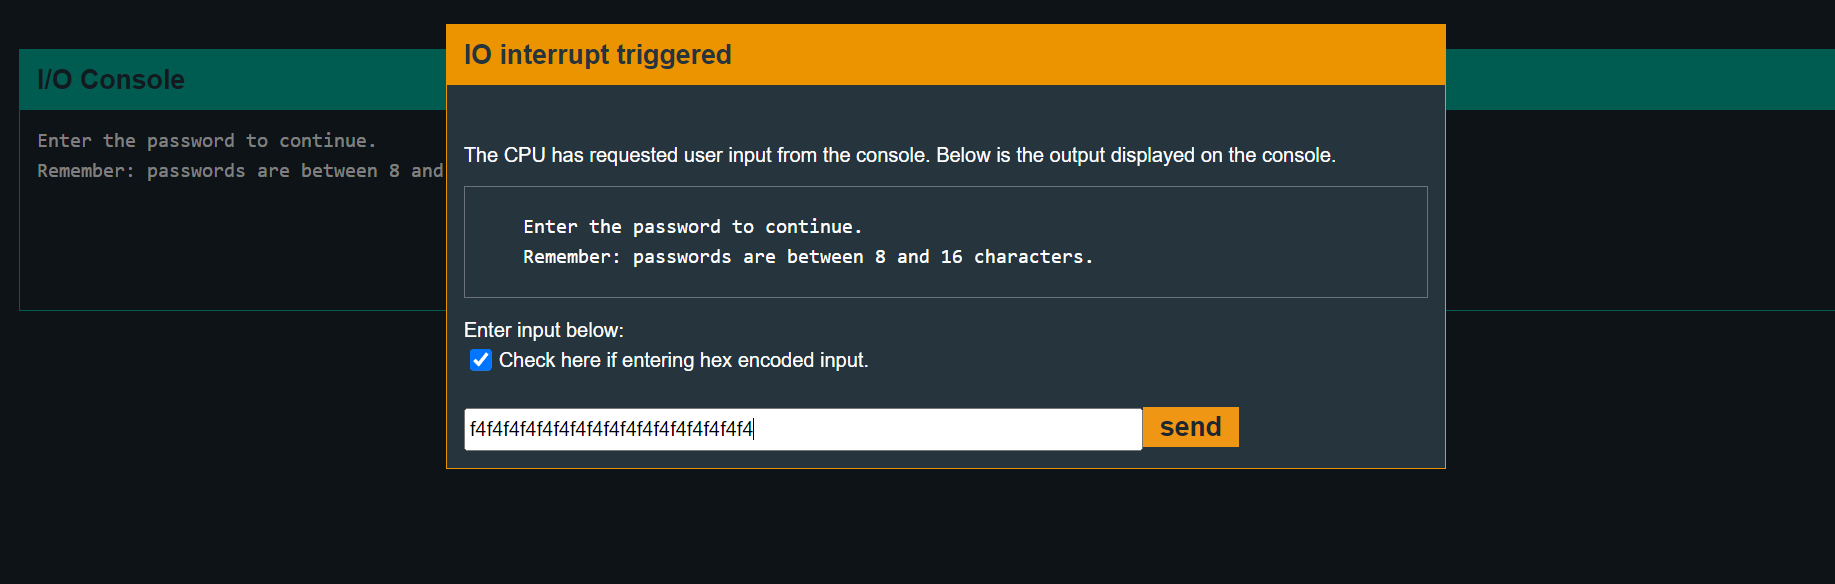 IO interrupt triggered
I/O Console
Enter the password to continue.
Remember: passwords are between 8 and
The CPU has requested user input from the console. Below is the output displayed on the console.
Enter the password to continue.
Remember: passwords are between 8 and 16 characters.
Enter input below:
Check here if entering hex encoded input.
f4f4f4f4f4f4f4f4f4f4f4f4f4f4f4f4f4
send